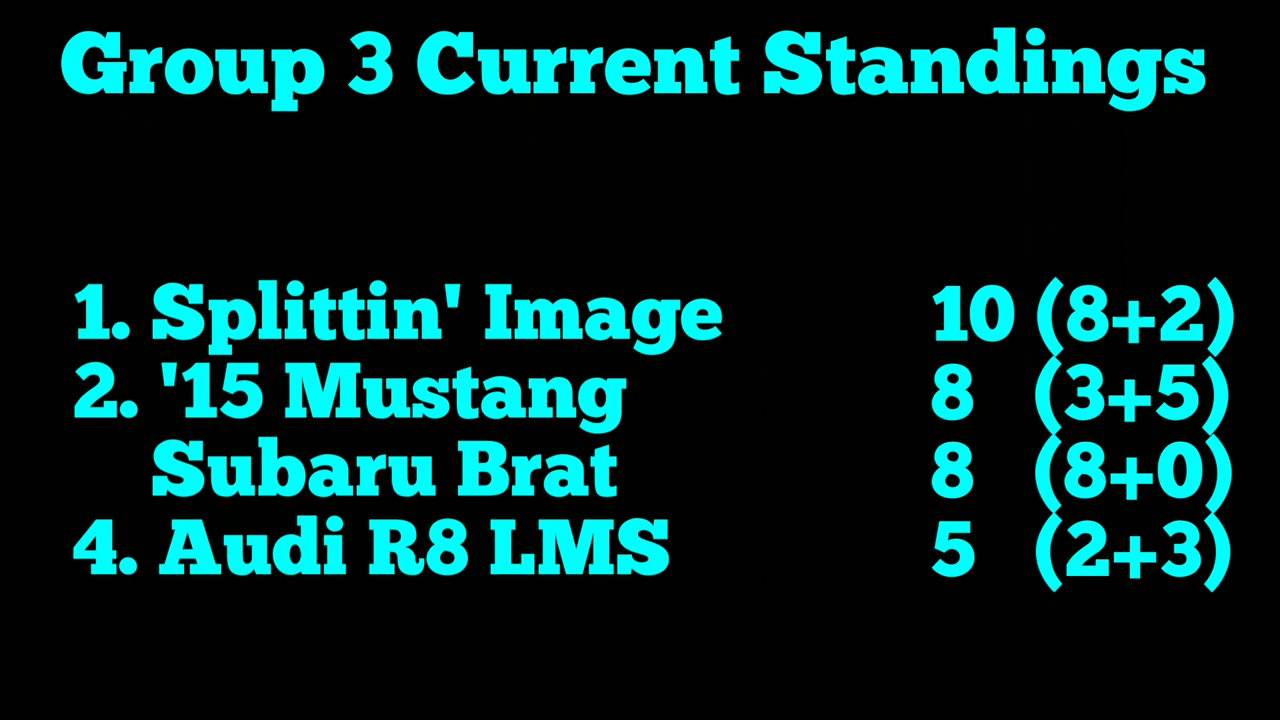 Group 3 Current Standings
1. Splittin' Image 10 (8+2)
2. '15 Mustang 8 (3+5)
Subaru Brat 8 (8+0)
4. Audi R8 LMS 5 (2+3)